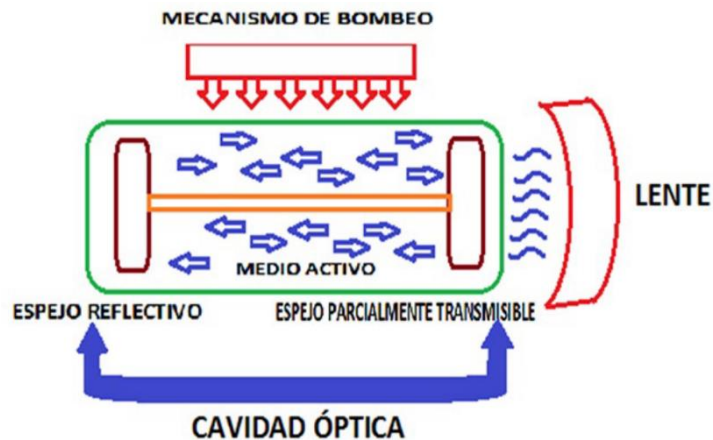 MECANISMO DE BOMBEO
LENTE
MEDIO ACTIVO
ESPEJO REFLECTIVO
ESPEJO PARCIALMENTE TRANSMISIBLE
CAVIDAD ÓPTICA